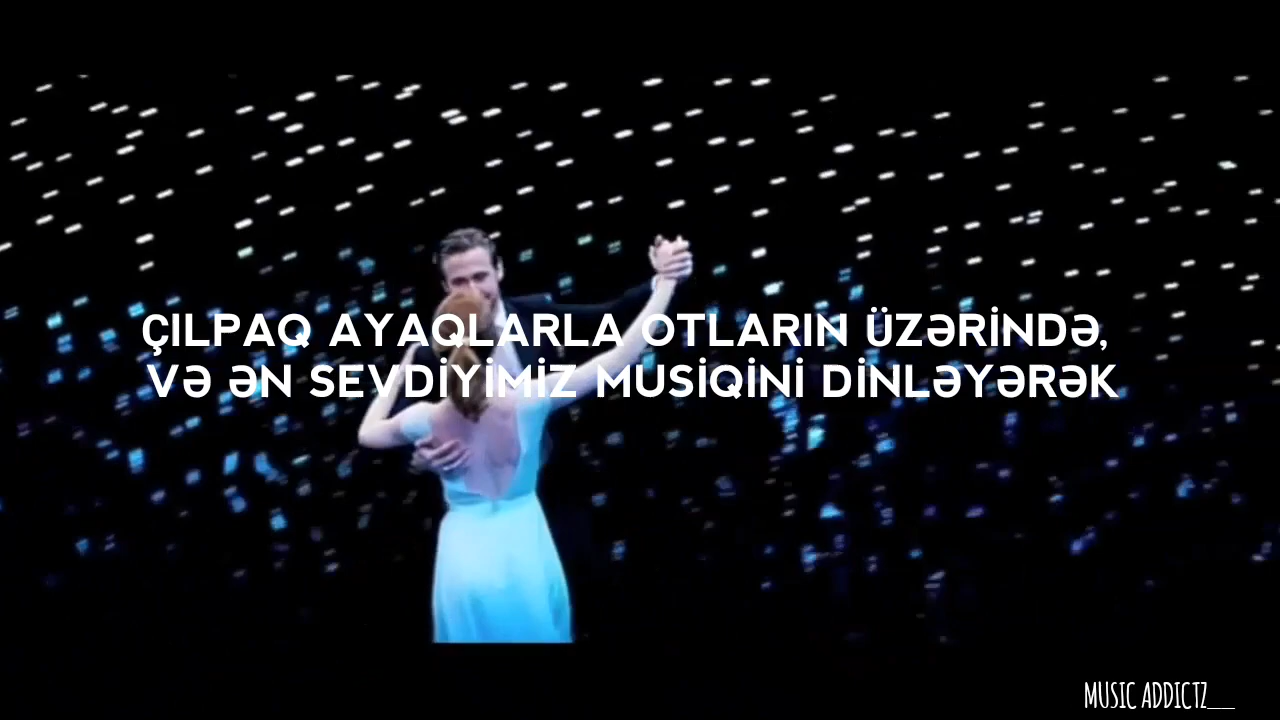 ÇILPAQ AYAQLARLA OTLARIN ÜZƏRİNDƏ,
VƏ ƏN SEVDİYİMİZ MUSİQİNİ DİNLƏYƏRƏK
MUSIC ADDICTZ__